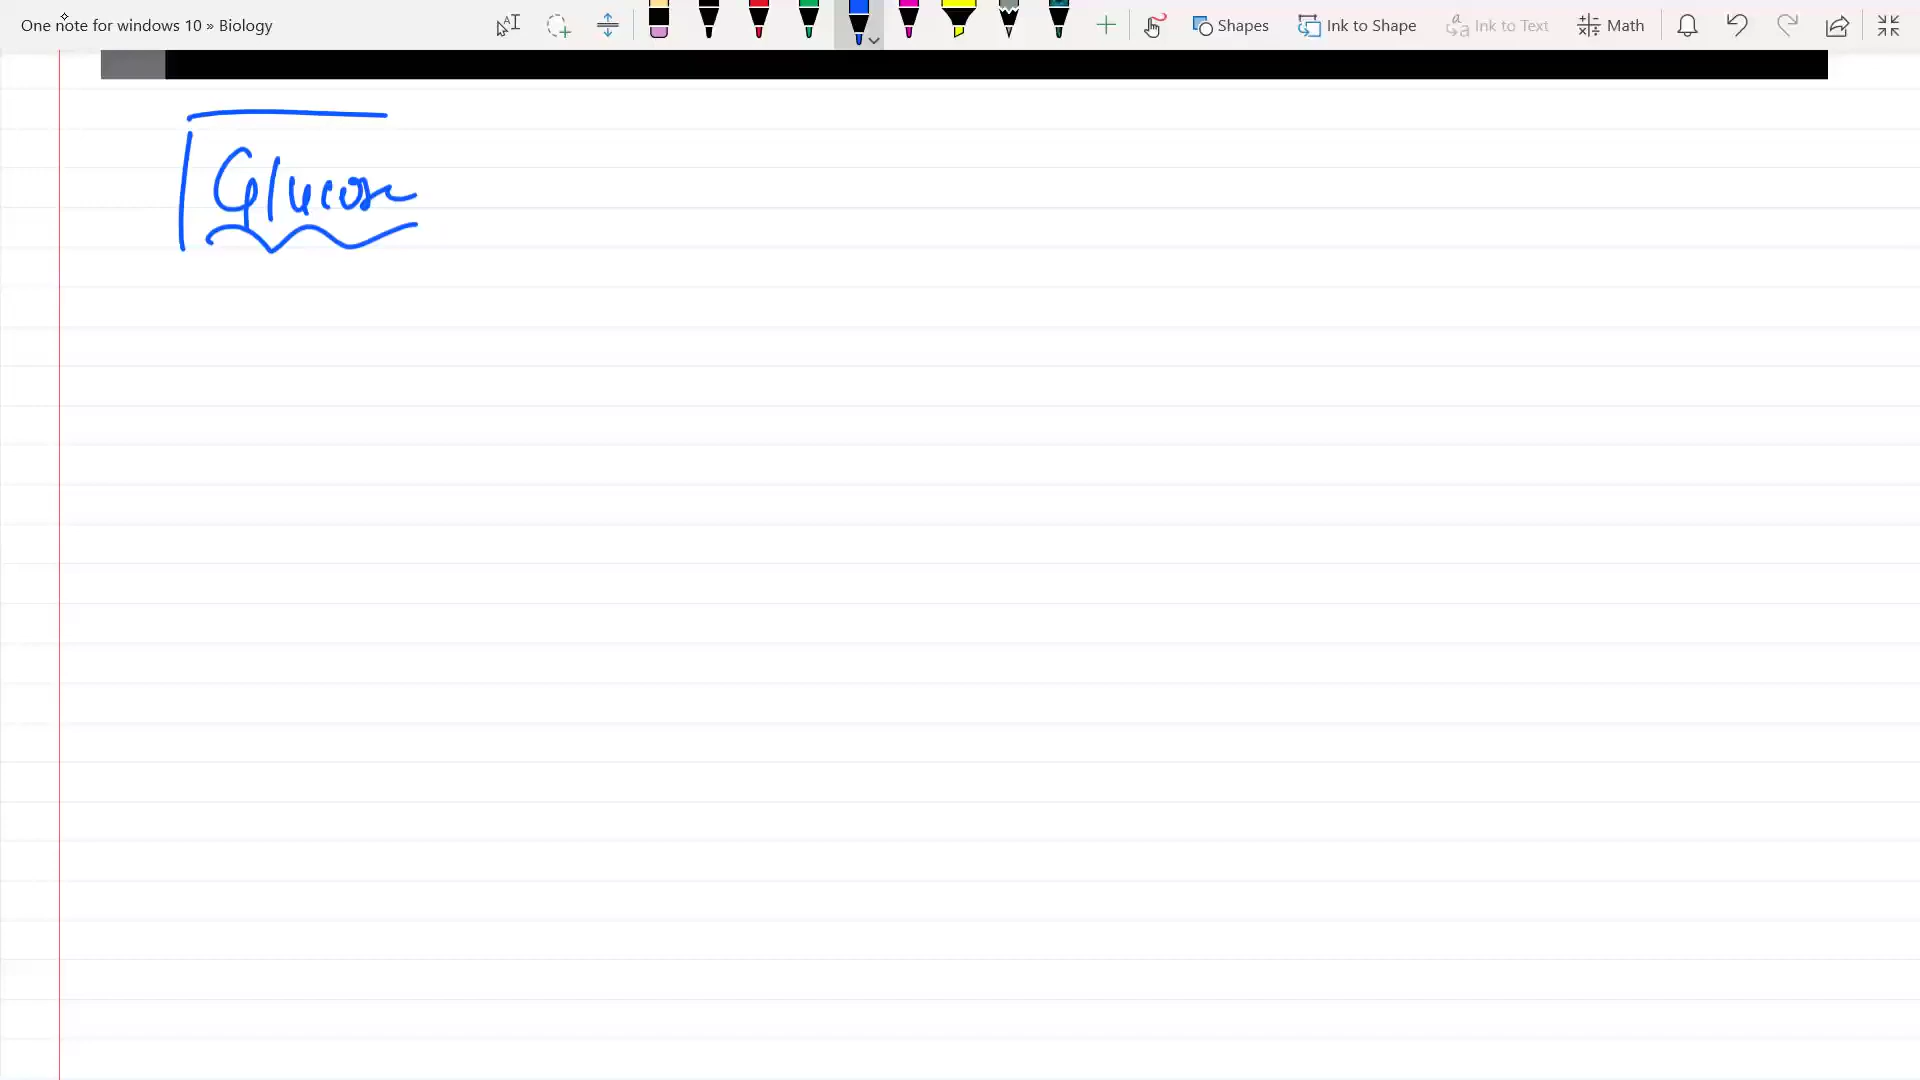 One note for windows 10 » Biology
Shapes
Ink to Shape
Ink to Text
Math
Glucose